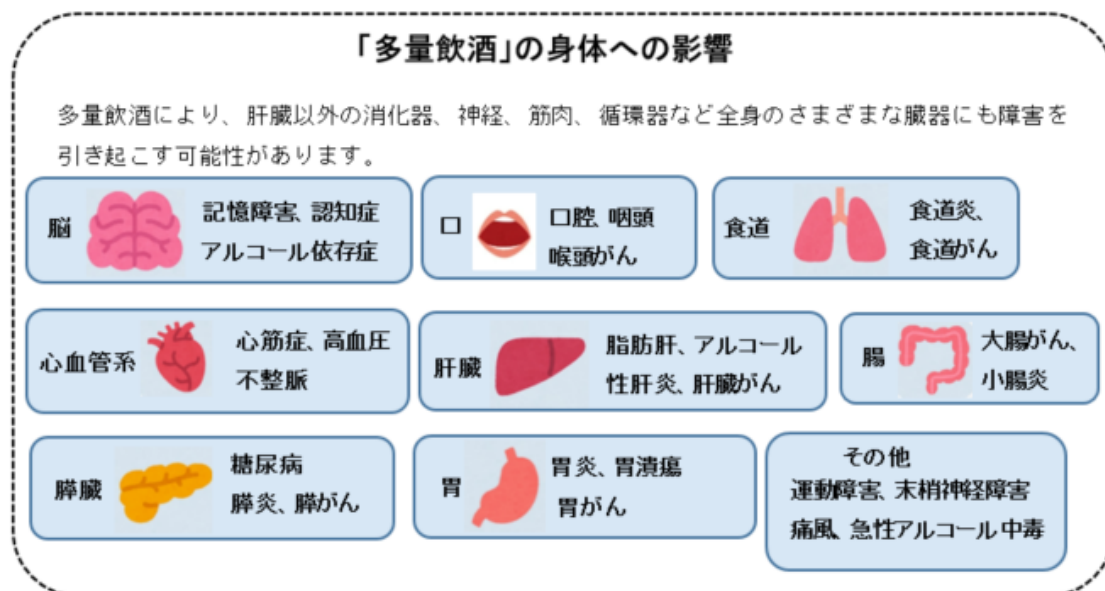 「多量飲酒」の身体への影響
多量飲酒により、肝臓以外の消化器、神経、筋肉、循環器など全身のさまざまな臓器にも障害を
引き起こす可能性があります。
脳
記憶障害、認知症
アルコール依存症
口
口腔、咽頭
喉頭がん
食道
食道炎、
食道がん
心血管系
心筋症、高血圧
不整脈
肝臓
脂肪肝、アルコール
性肝炎、肝臓がん
腸
大腸がん、
小腸炎
膵臓
糖尿病
膵炎、膵がん
胃
胃炎、胃潰瘍
胃がん
その他
運動障害、末梢神経障害
痛風、急性アルコール中毒